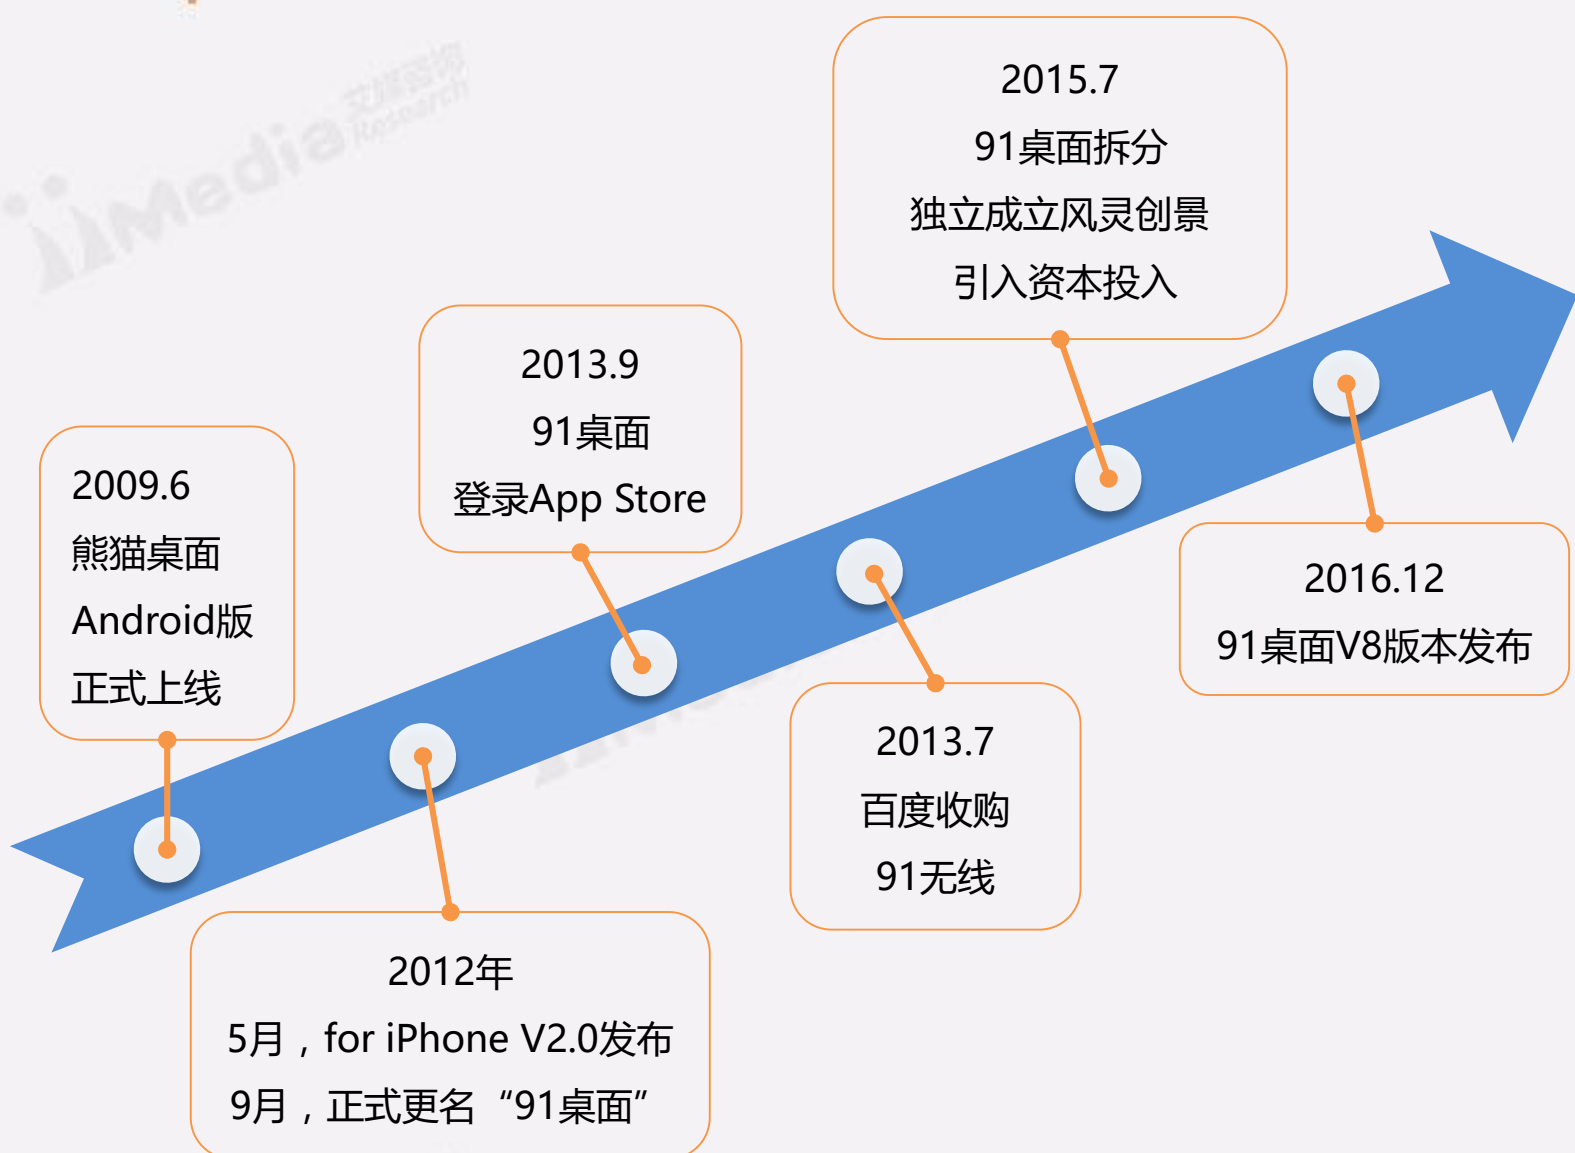 iiMedia 艾媒咨询
Research
2009.6
熊猫桌面
Android版
正式上线
2012年
5月，for iPhone V2.0发布
9月，正式更名“91桌面”
2013.9
91桌面
登录App Store
2013.7
百度收购
91无线
2015.7
91桌面拆分
独立成立风灵创景
引入资本投入
2016.12
91桌面V8版本发布